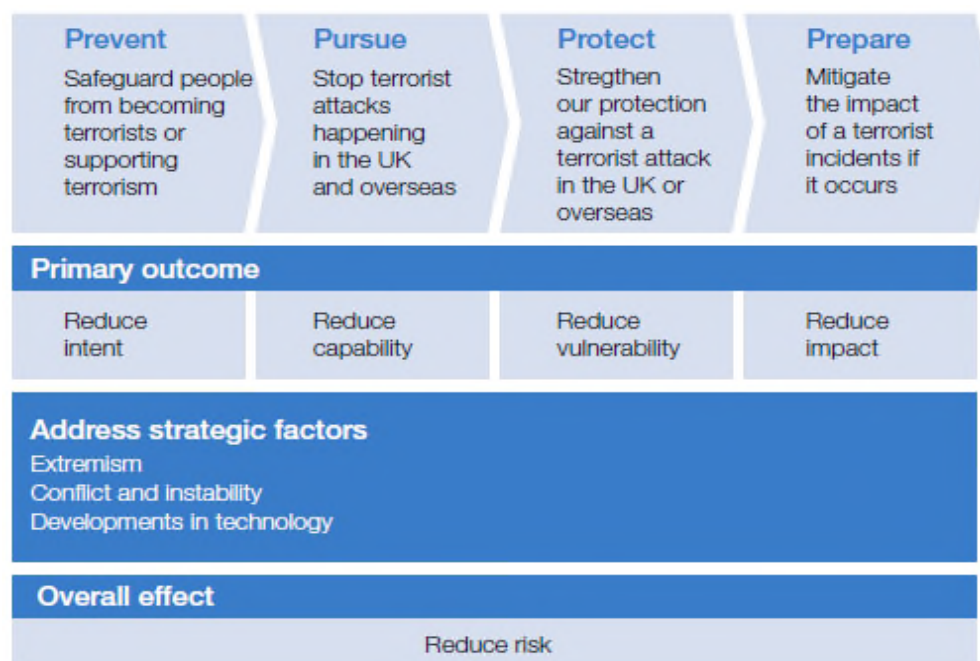 Prevent
Safeguard people
from becoming
terrorists or
supporting
terrorism
Pursue
Stop terrorist
attacks
happening
in the UK
and overseas
Protect
Stregthen
our protection
against a
terrorist attack
in the UK or
overseas
Prepare
Mitigate
the impact
of a terrorist
incidents if
it occurs
Primary outcome
Reduce
intent
Reduce
capability
Reduce
vulnerability
Reduce
impact
Address strategic factors
Extremism
Conflict and instability
Developments in technology
Overall effect
Reduce risk